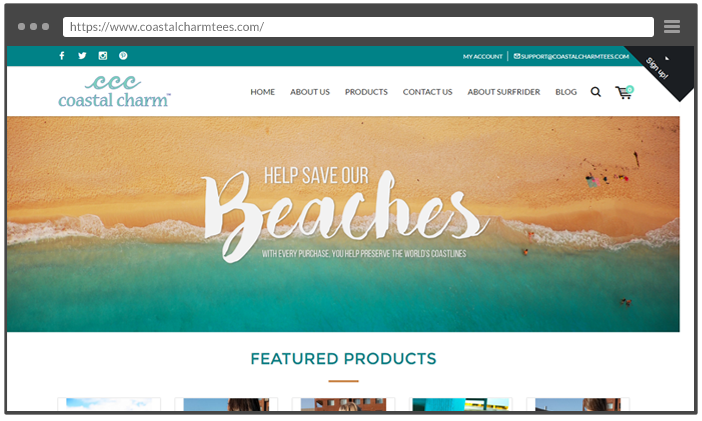 https://www.coastalcharmtees.com/
MY ACCOUNT SUPPORT@COASTALCHARMTEES.COM
Sign up!
ccc
coastal charm™
HOME ABOUT US PRODUCTS CONTACT US ABOUT SURFRIDER BLOG
HELP SAVE OUR
Beaches
WITH EVERY PURCHASE, YOU HELP PRESERVE THE WORLD'S COASTLINES
FEATURED PRODUCTS